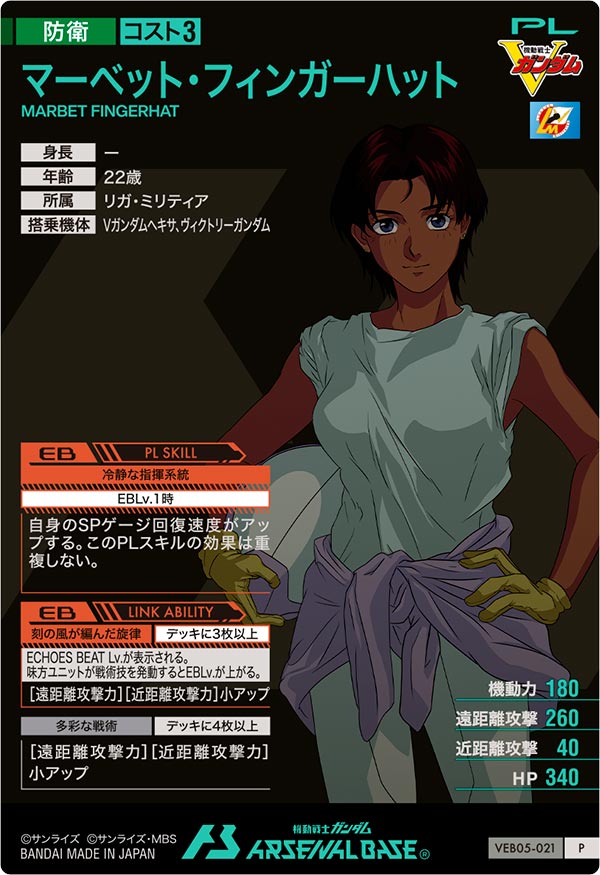 防衛 コスト3
PL
機動戦士
Vガンダム
LM
マーベット・フィンガーハット
MARBET FINGERHAT
身長 ー
年齢 22歳
所属 リガ・ミリティア
搭乗機体 Vガンダムヘキサ、ヴィクトリーガンダム
EB PL SKILL
冷静な指揮系統
EBLv.1時
自身のSPゲージ回復速度がアッ
プする。このPLスキルの効果は重
複しない。
EB LINK ABILITY
刻の風が編んだ旋律 デッキに3枚以上
ECHOES BEAT Lv.が表示される。
味方ユニットが戦術技を発動するとEBLv.が上がる。
[遠距離攻撃力][近距離攻撃力]小アップ
多彩な戦術 デッキに4枚以上
[遠距離攻撃力][近距離攻撃力]
小アップ
機動力 180
遠距離攻撃 260
近距離攻撃 40
HP 340
©サンライズ ©サンライズ・MBS
BANDAI MADE IN JAPAN
機動戦士ガンダム
ARSENAL BASE®
VEB05-021 P